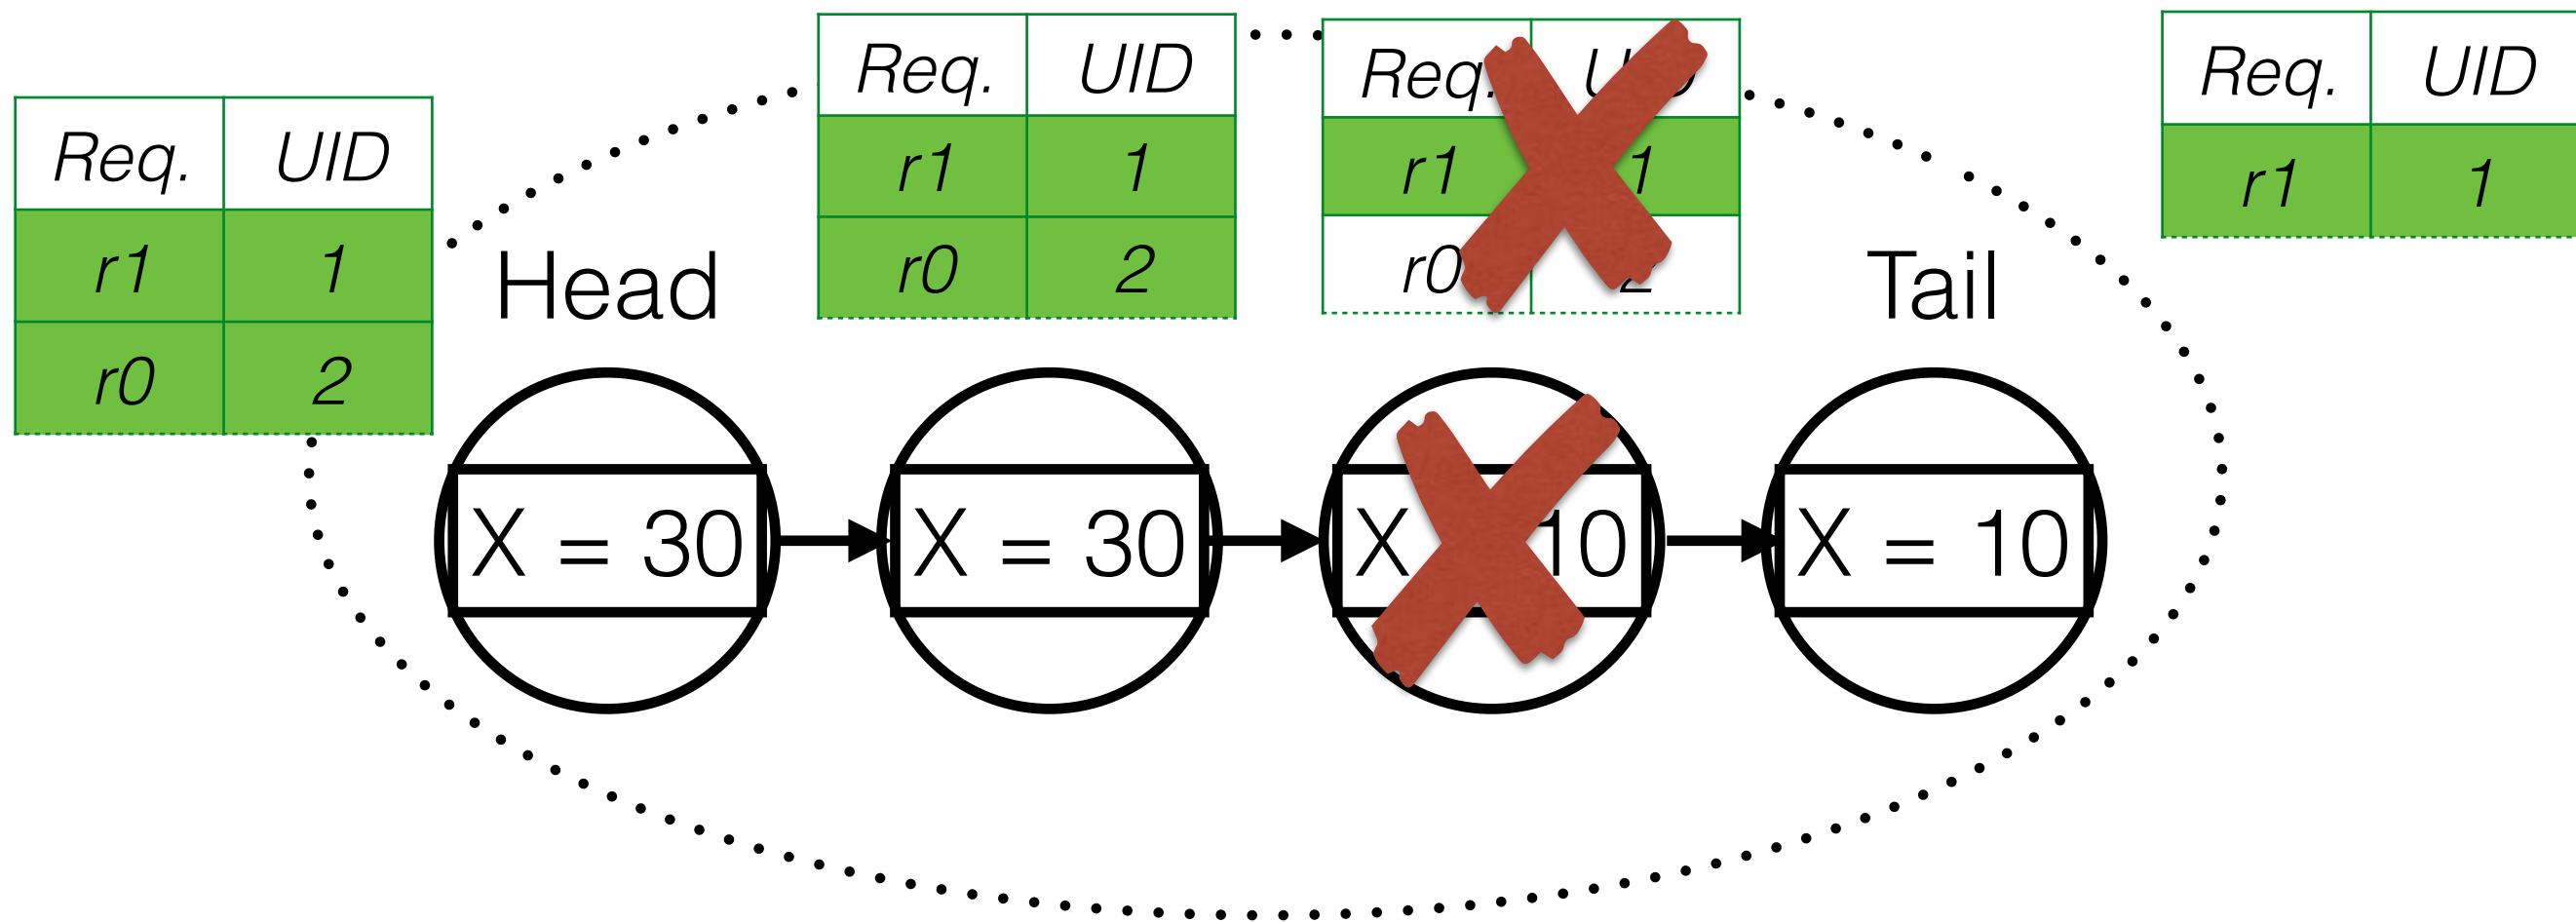 Req. UID
r1 1
r0 2
Req. UID
r1 1
r0 2
Req.
r1 1
r0 2
Req. UID
r1 1
Head
Tail
X = 30
X = 30
X 10
X = 10